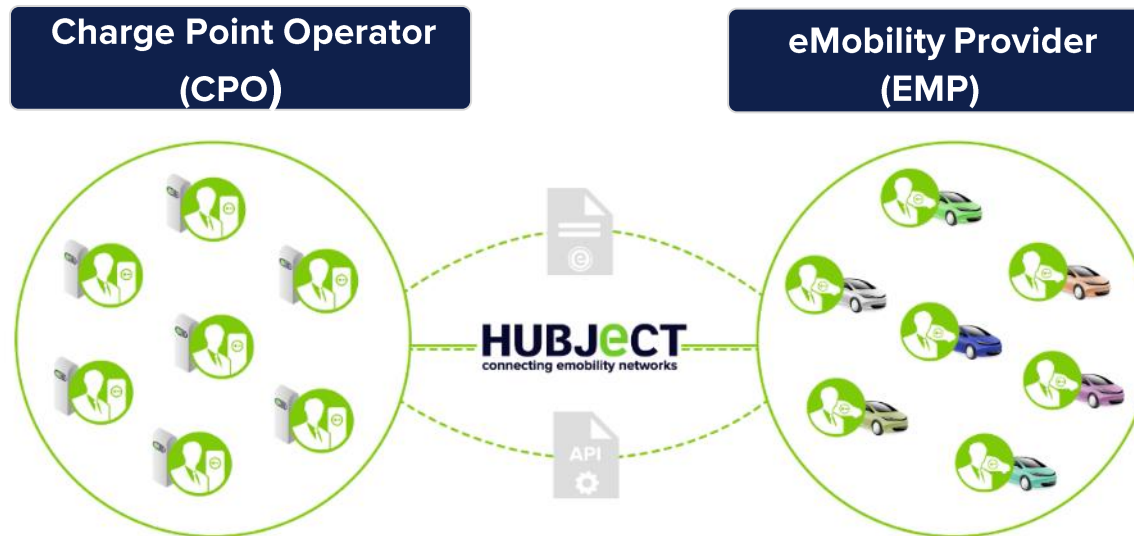 Charge Point Operator
(CPO)
eMobility Provider
(EMP)
e
HUBJeCT
connecting emobility networks
API